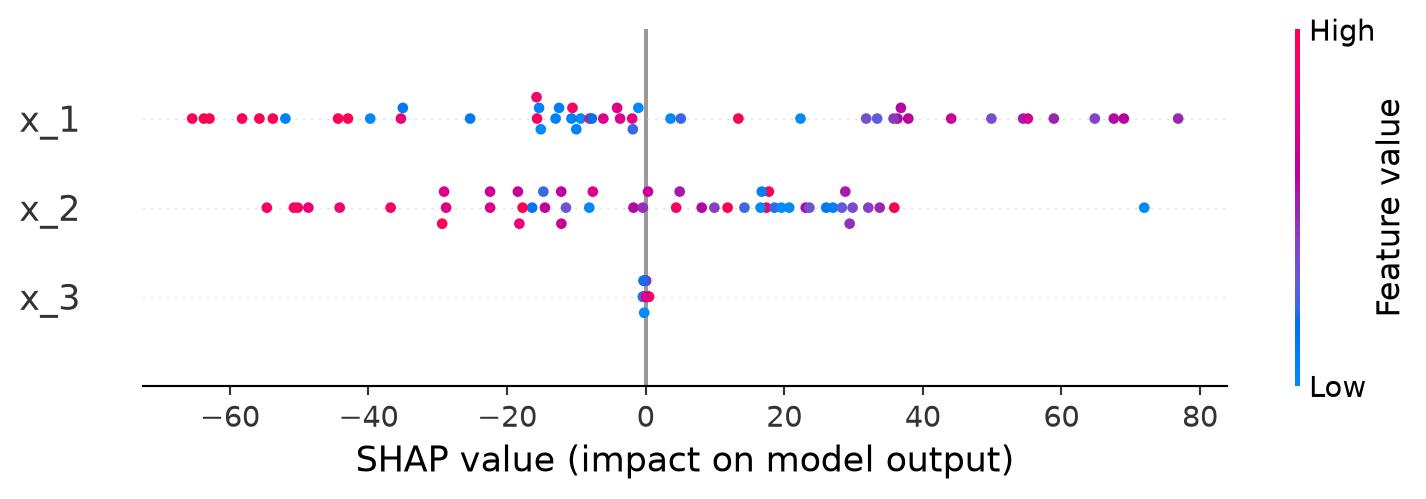 High
x_1
x_2
x_3
Feature value
Low
−60 −40 −20 0 20 40 60 80
SHAP value (impact on model output)